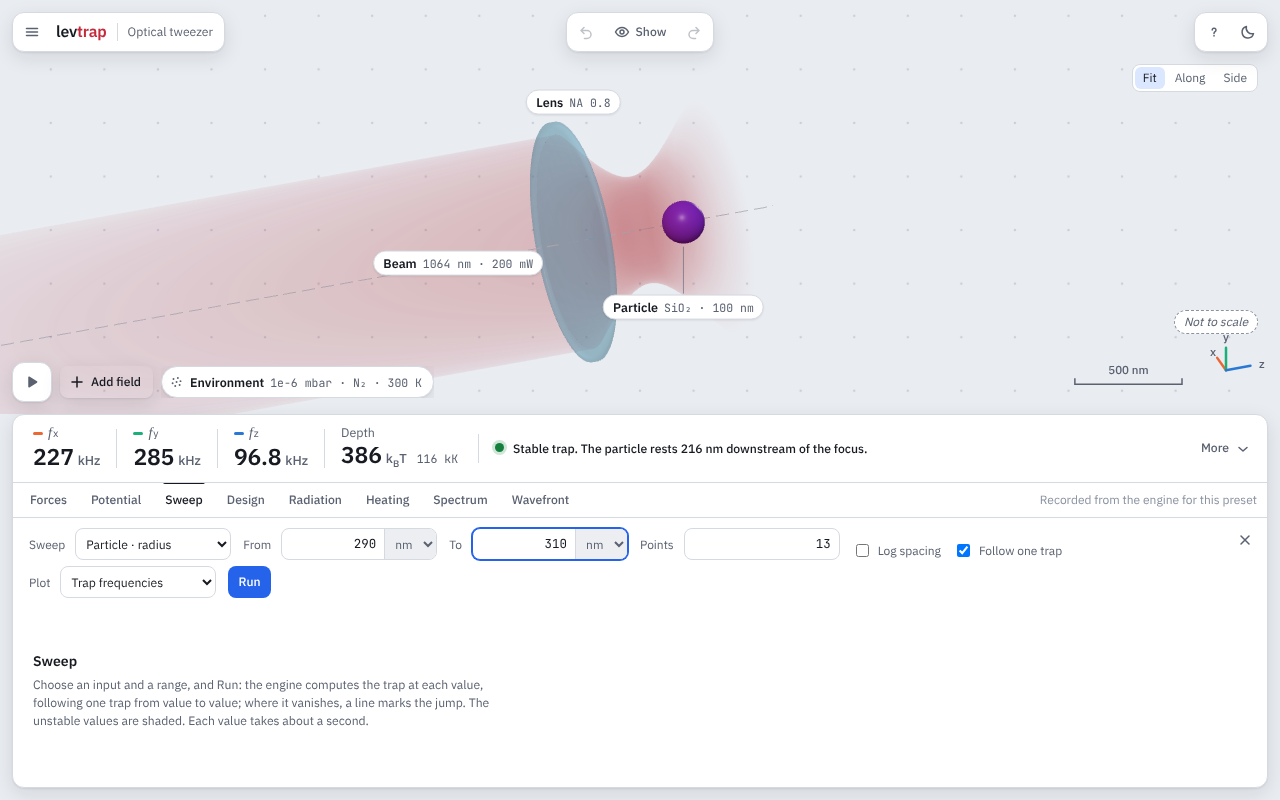 levtrap Optical tweezer
Show
?
Fit Along Side
Lens NA 0.8
Beam 1064 nm · 200 mW
Particle SiO₂ · 100 nm
Not to scale
y
x
z
500 nm
Add field
Environment 1e-6 mbar · N₂ · 300 K
fx
227 kHz
fy
285 kHz
fz
96.8 kHz
Depth
386 kBT 116 kK
Stable trap. The particle rests 216 nm downstream of the focus.
More
Forces Potential Sweep Design Radiation Heating Spectrum Wavefront
Recorded from the engine for this preset
Sweep Particle · radius From 290 nm To 310 nm Points 13 Log spacing Follow one trap
Plot Trap frequencies Run
Sweep
Choose an input and a range, and Run: the engine computes the trap at each value,
following one trap from value to value; where it vanishes, a line marks the jump. The
unstable values are shaded. Each value takes about a second.